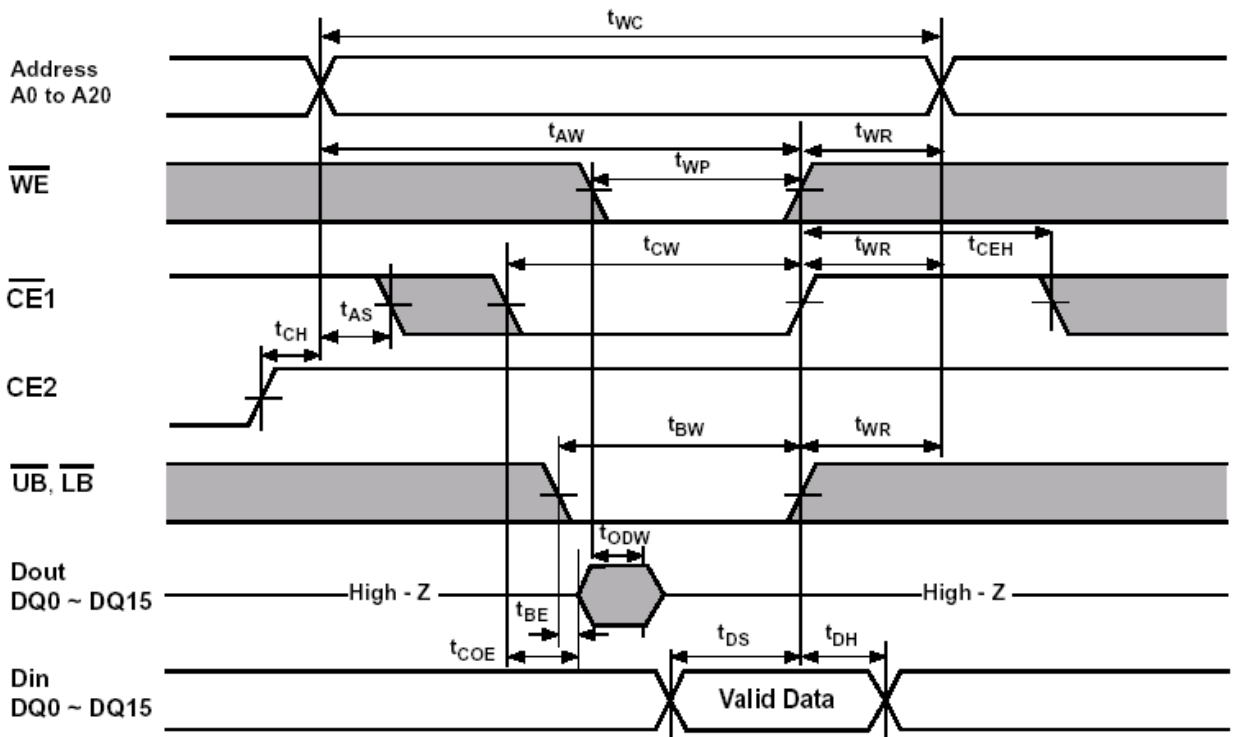 tWC
Address
A0 to A20
tAW
tWR
WE
tWP
tCW
tWR
tCEH
CE1
tAS
tCH
CE2
tBW
tWR
UB, LB
tODW
Dout
DQ0 ~ DQ15
High - Z
High - Z
tBE
tCOE
tDS
tDH
Din
DQ0 ~ DQ15
Valid Data